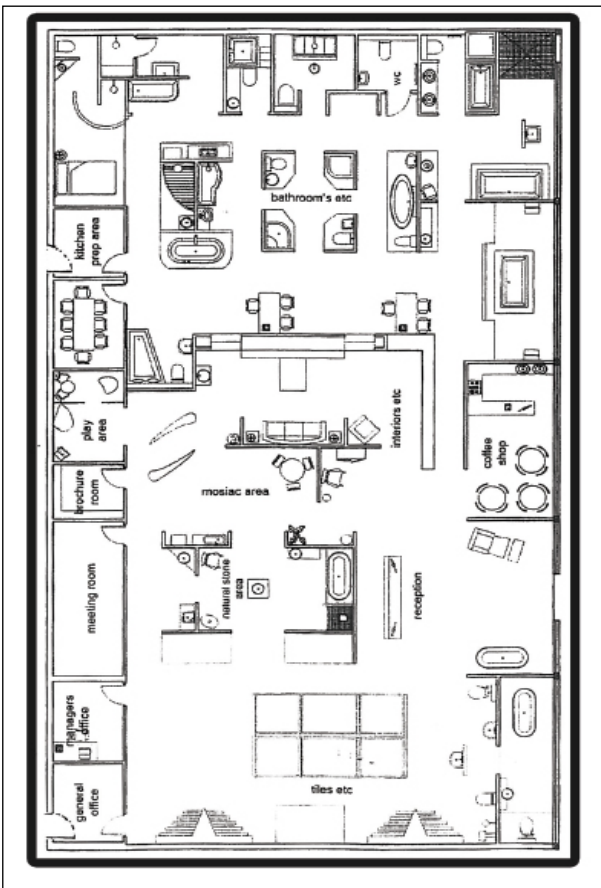 wc
bathroom's etc
kitchen
prep area
play
area
interiors etc
coffee
shop
brochure
room
mosiac area
meeting room
natural stone
area
reception
managers
office
tiles etc
general
office